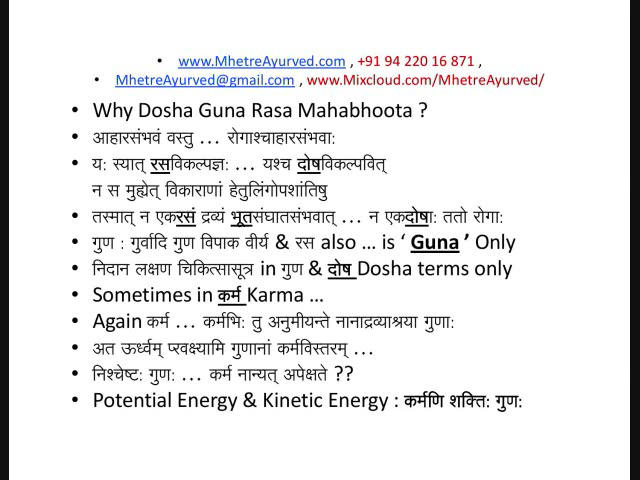 • www.MhetreAyurved.com , +91 94 220 16 871 ,
• MhetreAyurved@gmail.com , www.Mixcloud.com/MhetreAyurved/
• Why Dosha Guna Rasa Mahabhoota ?
• आहारसंभवं वस्तु ... रोगाश्चाहारसंभवा:
• य: स्यात् रसविकल्पज्ञ: ... यश्च दोषविकल्पवित्
न स मुह्येत् विकाराणां हेतुलिंगोपशांतिषु
• तस्मात् न एकरसं द्रव्यं भूतसंघातसंभवात् ... न एकदोषा: ततो रोगा:
• गुण : गुर्वादि गुण विपाक वीर्य & रस also ... is ‘ Guna ’ Only
• निदान लक्षण चिकित्सासूत्र in गुण & दोष Dosha terms only
• Sometimes in कर्म Karma ...
• Again कर्म ... कर्मभि: तु अनुमीयन्ते नानाद्रव्याश्रया गुणा:
• अत ऊर्ध्वम् प्रवक्ष्यामि गुणानां कर्मविस्तरम् ...
• निश्चेष्ट: गुण: ... कर्म नान्यत् अपेक्षते ??
• Potential Energy & Kinetic Energy : कर्मणि शक्ति: गुण: